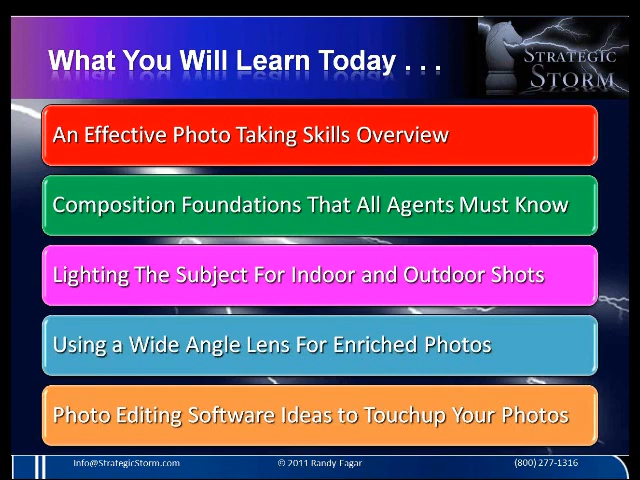 What You Will Learn Today . . .
STRATEGIC
STORM
An Effective Photo Taking Skills Overview
Composition Foundations That All Agents Must Know
Lighting The Subject For Indoor and Outdoor Shots
Using a Wide Angle Lens For Enriched Photos
Photo Editing Software Ideas to Touchup Your Photos
Info@StrategicStorm.com © 2011 Randy Eagar (800) 277-1316